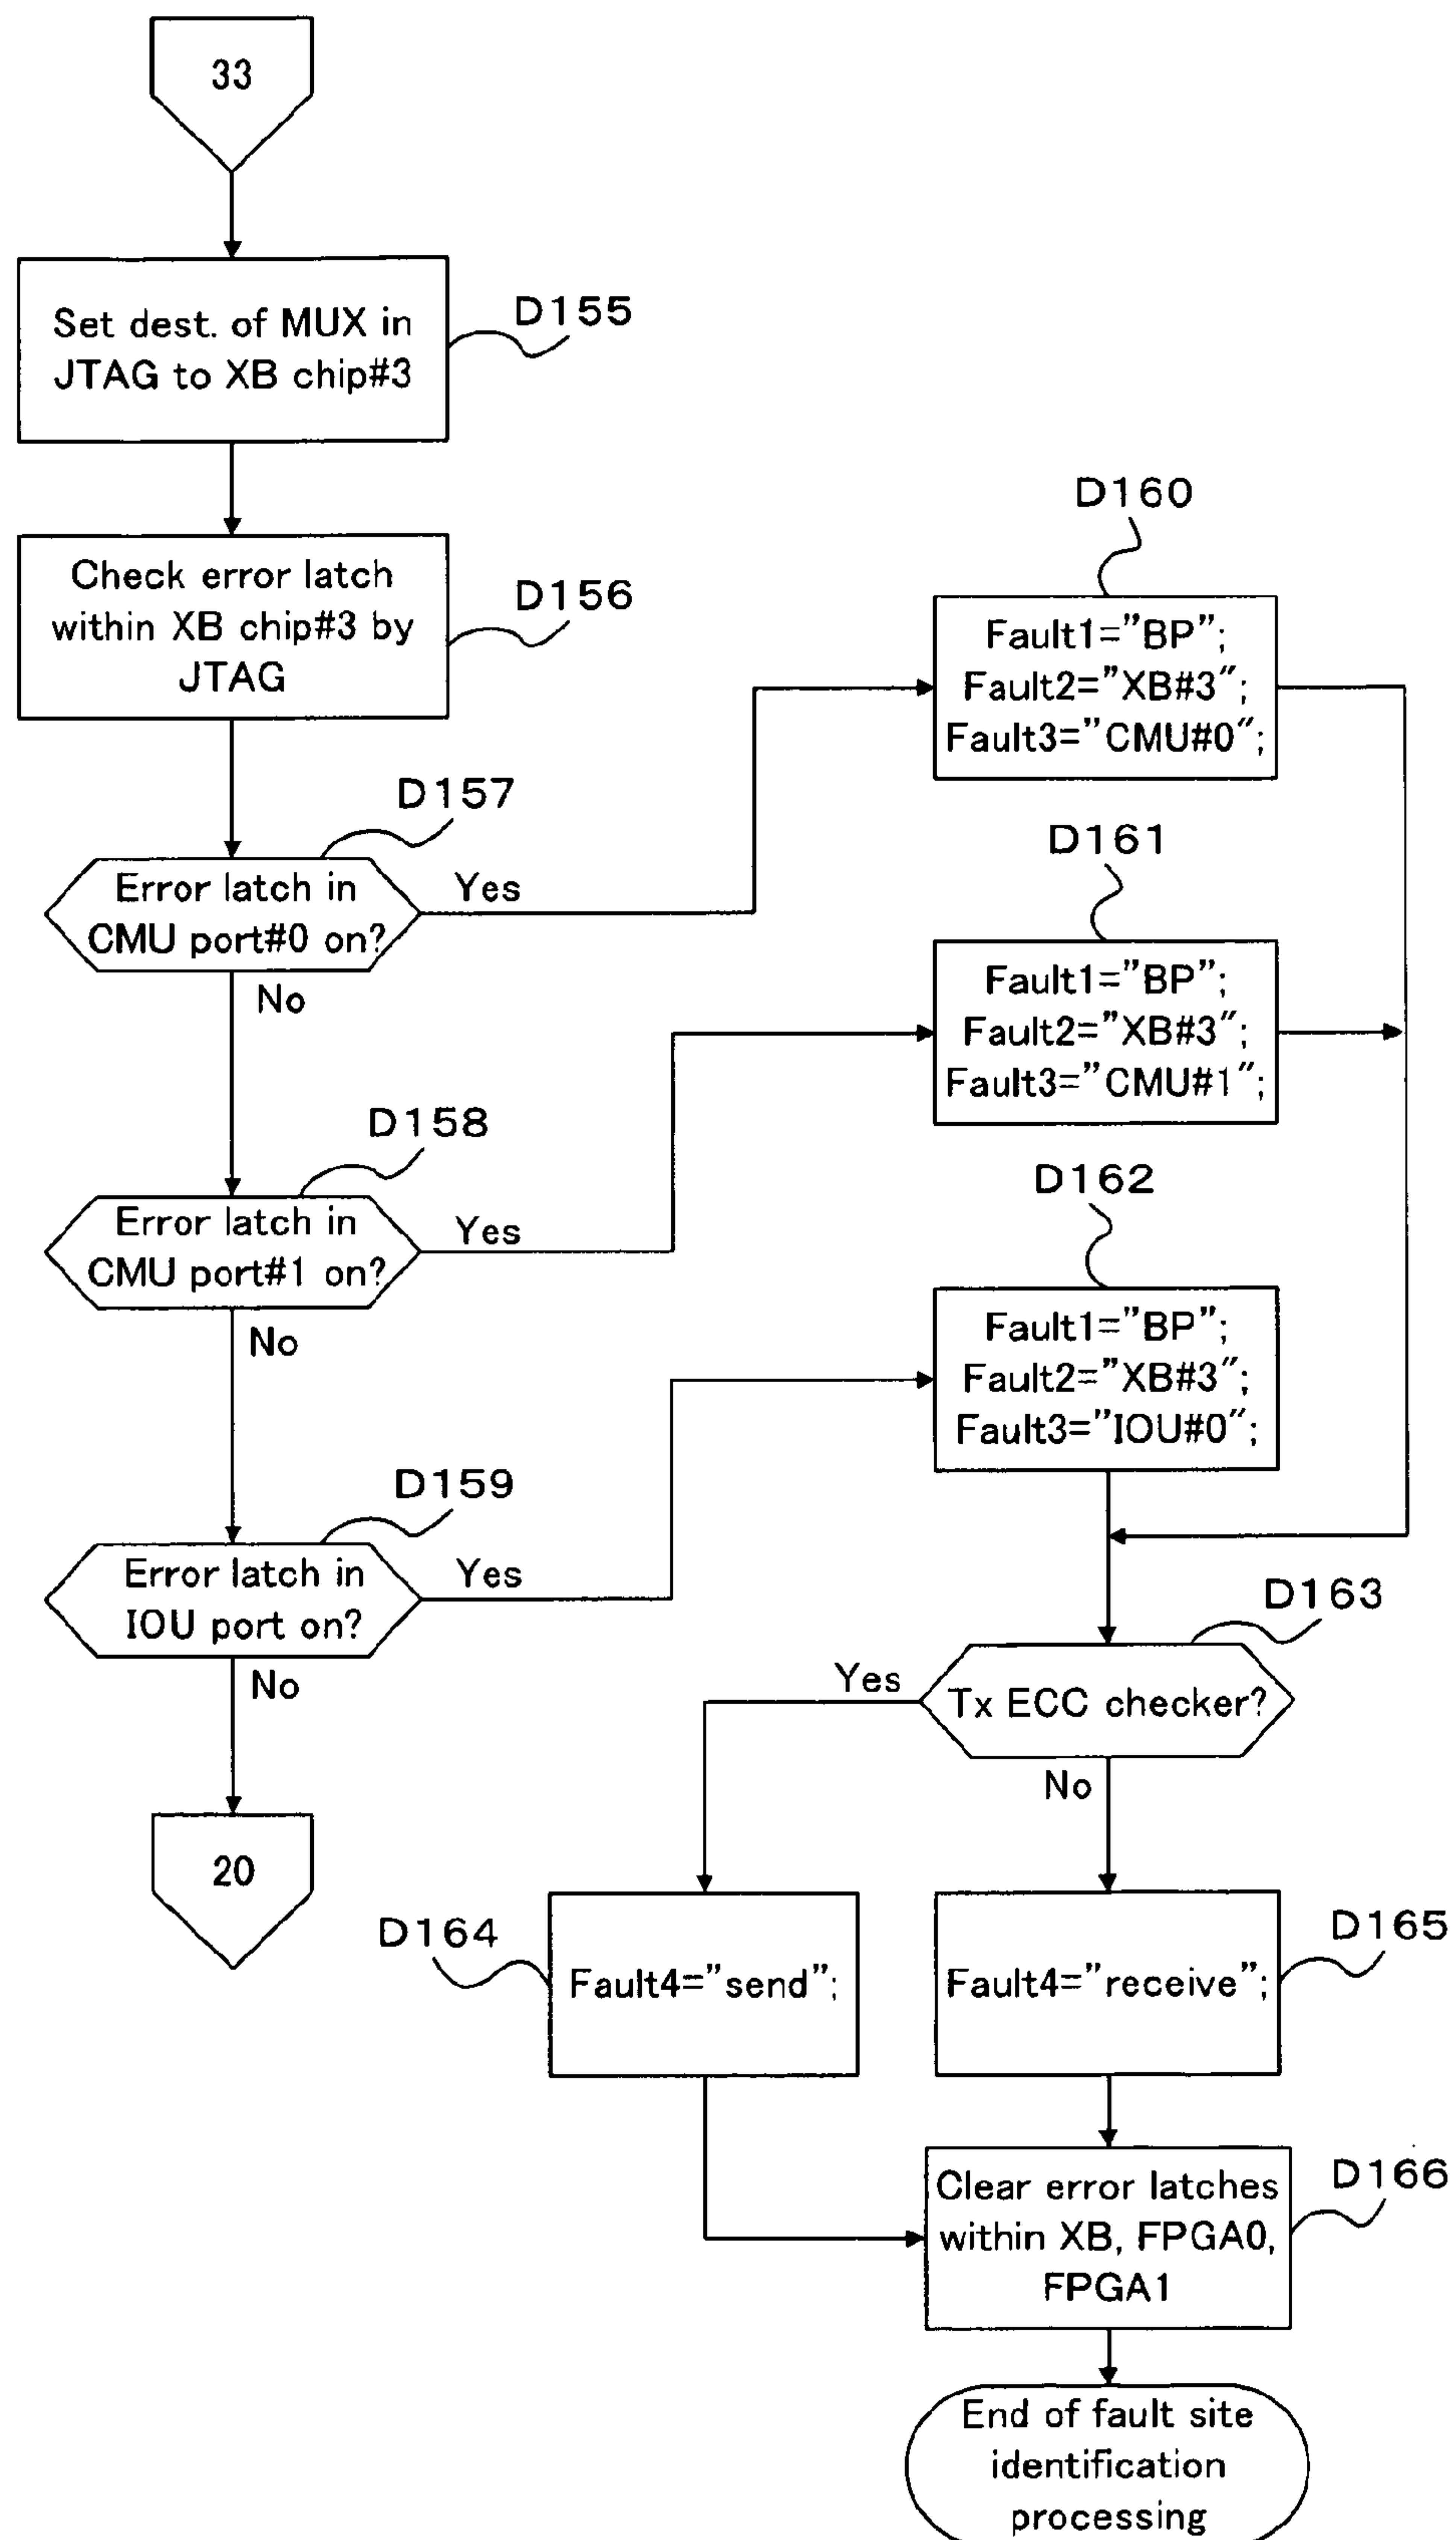 33
Set dest. of MUX in
JTAG to XB chip#3
D155
Check error latch
within XB chip#3 by
JTAG
D156
D160
Fault1="BP";
Fault2="XB#3";
Fault3="CMU#0";
D157
Error latch in
CMU port#0 on?
Yes
No
D161
Fault1="BP";
Fault2="XB#3";
Fault3="CMU#1";
D158
Error latch in
CMU port#1 on?
Yes
No
D162
Fault1="BP";
Fault2="XB#3";
Fault3="IOU#0";
D159
Error latch in
IOU port on?
Yes
No
20
D163
Tx ECC checker?
Yes
No
D164
Fault4="send";
D165
Fault4="receive";
D166
Clear error latches
within XB, FPGA0,
FPGA1
End of fault site
identification
processing